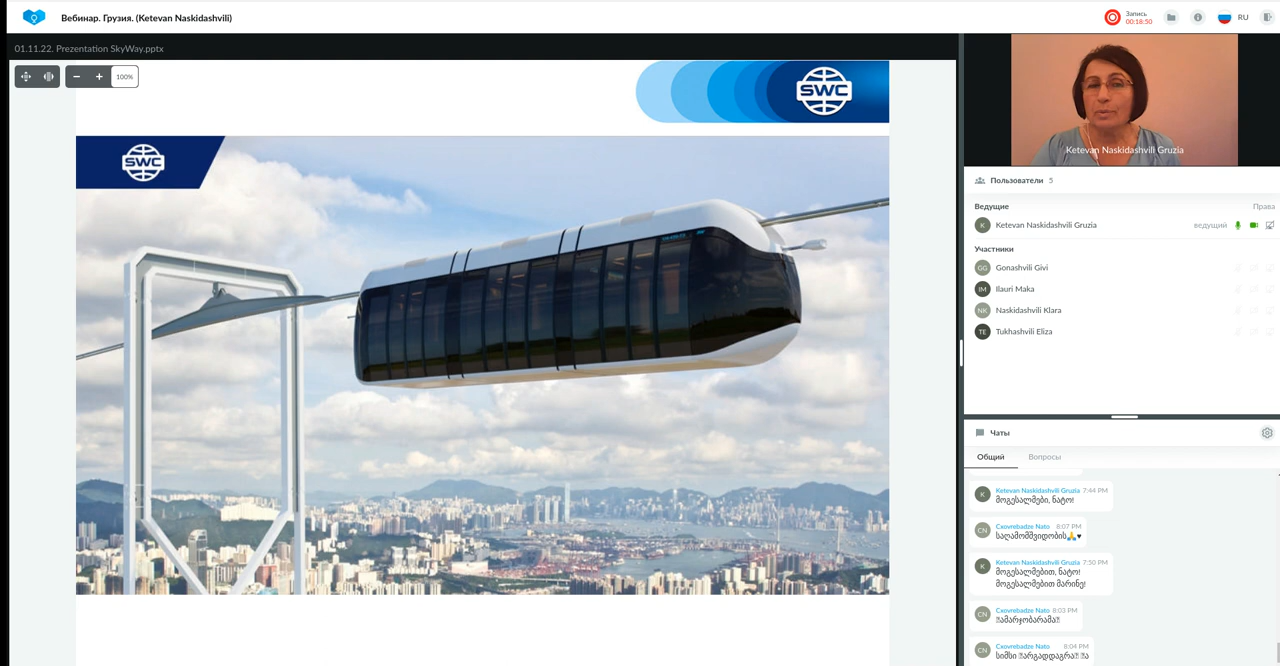 Вебинар. Грузия. (Ketevan Naskidashvili)
Запись
00:18:50
RU
01.11.22. Prezentation SkyWay.pptx
100%
SWC
SWC
Ketevan Naskidashvili Gruzia
Пользователи 5
Ведущие Права
K Ketevan Naskidashvili Gruzia ведущий
Участники
GG Gonashvili Givi
IM Ilauri Maka
NK Naskidashvili Klara
TE Tukhashvili Eliza
Чаты
Общий Вопросы
K Ketevan Naskidashvili Gruzia 7:44 PM
მოგესალმები, ნატო!
CN Cxovrebadze Nato 8:07 PM
საღამომშვიდობის🙏♥
K Ketevan Naskidashvili Gruzia 7:50 PM
მოგესალმებით, ნატო!
მოგესალმებით მარინე!
CN Cxovrebadze Nato 8:03 PM
CN Cxovrebadze Nato 8:04 PM